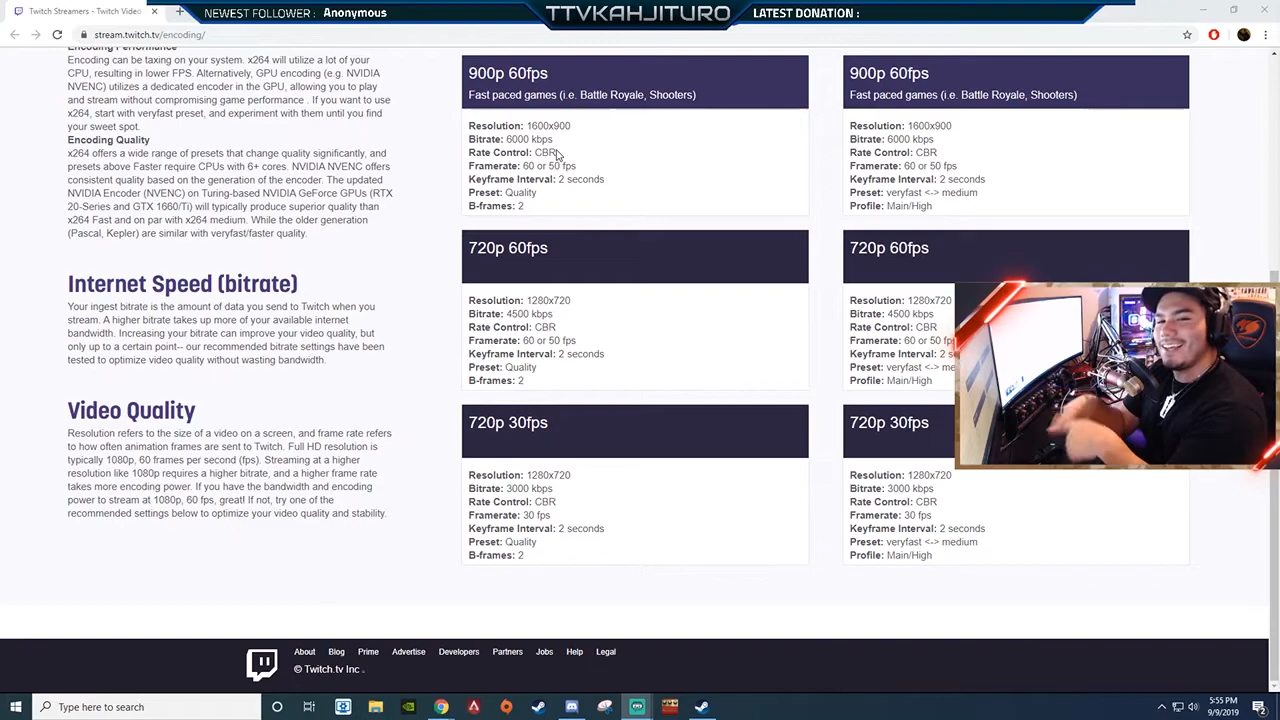 Twitch Streamers - Twitch Video
NEWEST FOLLOWER : Anonymous
TTVKAHJITURO
LATEST DONATION :
stream.twitch.tv/encoding/
Encoding Performance
Encoding can be taxing on your system. x264 will utilize a lot of your
CPU, resulting in lower FPS. Alternatively, GPU encoding (e.g. NVIDIA
NVENC) utilizes a dedicated encoder in the GPU, allowing you to play
and stream without compromising game performance . If you want to use
x264, start with veryfast preset, and experiment with them until you find
your sweet spot.
Encoding Quality
x264 offers a wide range of presets that change quality significantly, and
presets above Faster require CPUs with 6+ cores. NVIDIA NVENC offers
consistent quality based on the generation of the encoder. The updated
NVIDIA Encoder (NVENC) on Turing-based NVIDIA GeForce GPUs (RTX
20-Series and GTX 1660/Ti) will typically produce superior quality than
x264 Fast and on par with x264 medium. While the older generation
(Pascal, Kepler) are similar with veryfast/faster quality.
Internet Speed (bitrate)
Your ingest bitrate is the amount of data you send to Twitch when you
stream. A higher bitrate takes up more of your available internet
bandwidth. Increasing your bitrate can improve your video quality, but
only up to a certain point-- our recommended bitrate settings have been
tested to optimize video quality without wasting bandwidth.
Video Quality
Resolution refers to the size of a video on a screen, and frame rate refers
to how often animation frames are sent to Twitch. Full HD resolution is
typically 1080p, 60 frames per second (fps). Streaming at a higher
resolution like 1080p requires a higher bitrate, and a higher frame rate
takes more encoding power. If you have the bandwidth and encoding
power to stream at 1080p, 60 fps, great! If not, try one of the
recommended settings below to optimize your video quality and stability.
900p 60fps
Fast paced games (i.e. Battle Royale, Shooters)
Resolution: 1600x900
Bitrate: 6000 kbps
Rate Control: CBR
Framerate: 60 or 50 fps
Keyframe Interval: 2 seconds
Preset: Quality
B-frames: 2
720p 60fps
Resolution: 1280x720
Bitrate: 4500 kbps
Rate Control: CBR
Framerate: 60 or 50 fps
Keyframe Interval: 2 seconds
Preset: Quality
B-frames: 2
720p 30fps
Resolution: 1280x720
Bitrate: 3000 kbps
Rate Control: CBR
Framerate: 30 fps
Keyframe Interval: 2 seconds
Preset: Quality
B-frames: 2
900p 60fps
Fast paced games (i.e. Battle Royale, Shooters)
Resolution: 1600x900
Bitrate: 6000 kbps
Rate Control: CBR
Framerate: 60 or 50 fps
Keyframe Interval: 2 seconds
Preset: veryfast <-> medium
Profile: Main/High
720p 60fps
Resolution: 1280x720
Bitrate: 4500 kbps
Rate Control: CBR
Framerate: 60 or 50 fp
Keyframe Interval: 2 s
Preset: veryfast <-> me
Profile: Main/High
720p 30fps
Resolution: 1280x720
Bitrate: 3000 kbps
Rate Control: CBR
Framerate: 30 fps
Keyframe Interval: 2 seconds
Preset: veryfast <-> medium
Profile: Main/High
About Blog Prime Advertise Developers Partners Jobs Help Legal
© Twitch.tv Inc.
Type here to search
5:55 PM
9/9/2019
2